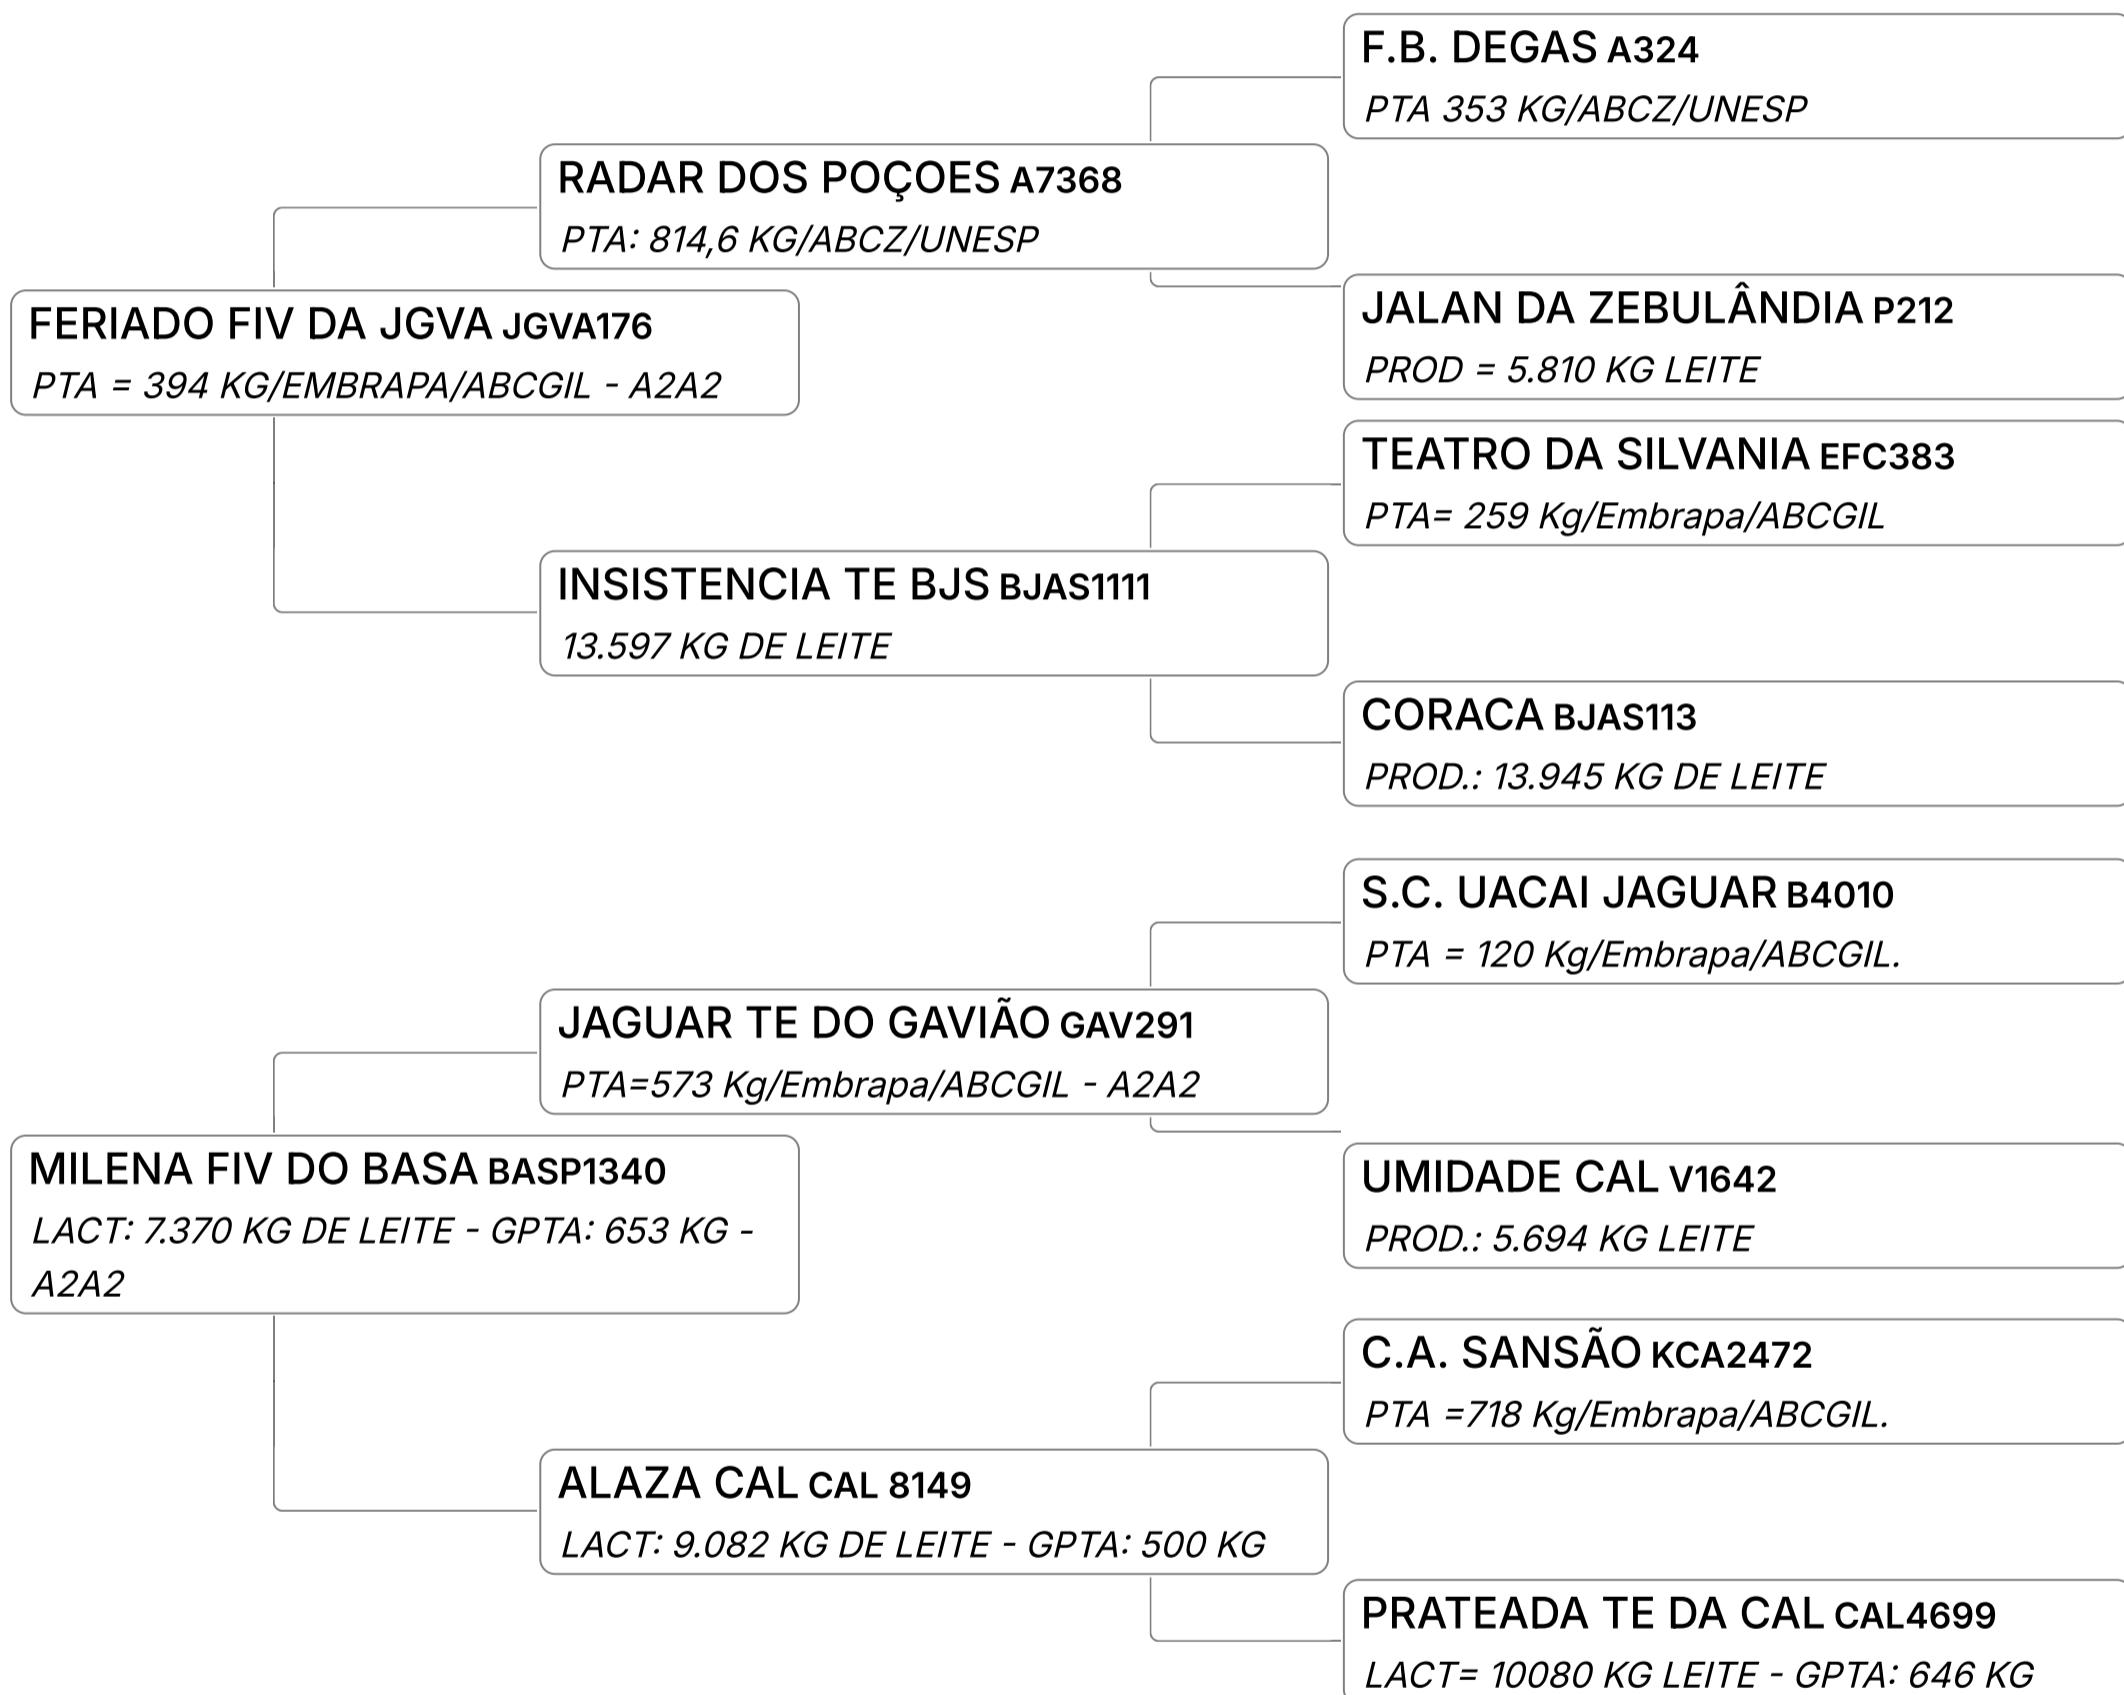 F.B. DEGAS A324
PTA 353 KG/ABCZ/UNESP
RADAR DOS POÇOES A7368
PTA: 814,6 KG/ABCZ/UNESP
JALAN DA ZEBULÂNDIA P212
PROD = 5.810 KG LEITE
FERIADO FIV DA JGVA JGVA176
PTA = 394 KG/EMBRAPA/ABCGIL - A2A2
TEATRO DA SILVANIA EFC383
PTA= 259 Kg/Embrapa/ABCGIL
INSISTENCIA TE BJS BJAS1111
13.597 KG DE LEITE
CORACA BJAS113
PROD.: 13.945 KG DE LEITE
S.C. UACAI JAGUAR B4010
PTA = 120 Kg/Embrapa/ABCGIL.
JAGUAR TE DO GAVIÃO GAV291
PTA=573 Kg/Embrapa/ABCGIL - A2A2
UMIDADE CAL V1642
PROD.: 5.694 KG LEITE
MILENA FIV DO BASA BASP1340
LACT: 7.370 KG DE LEITE - GPTA: 653 KG -
A2A2
C.A. SANSÃO KCA2472
PTA =718 Kg/Embrapa/ABCGIL.
ALAZA CAL CAL 8149
LACT: 9.082 KG DE LEITE - GPTA: 500 KG
PRATEADA TE DA CAL CAL4699
LACT= 10080 KG LEITE - GPTA: 646 KG